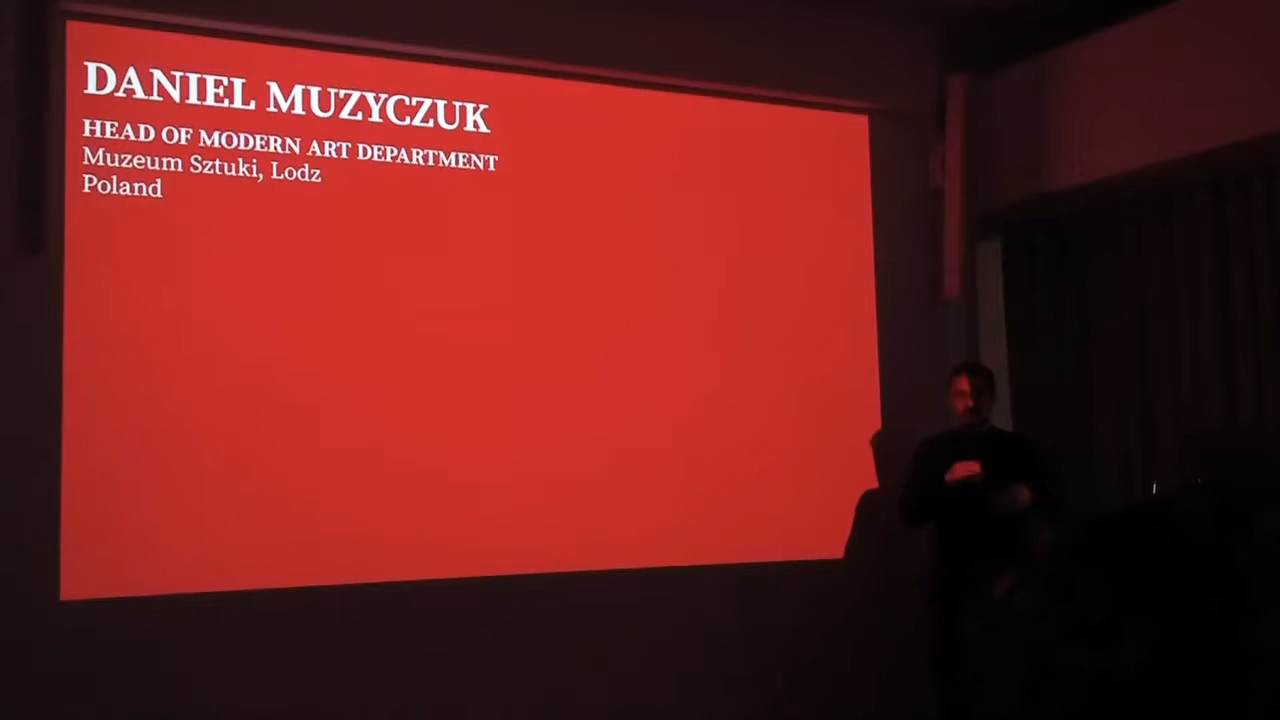 DANIEL MUZYCZUK
HEAD OF MODERN ART DEPARTMENT
Muzeum Sztuki, Lodz
Poland